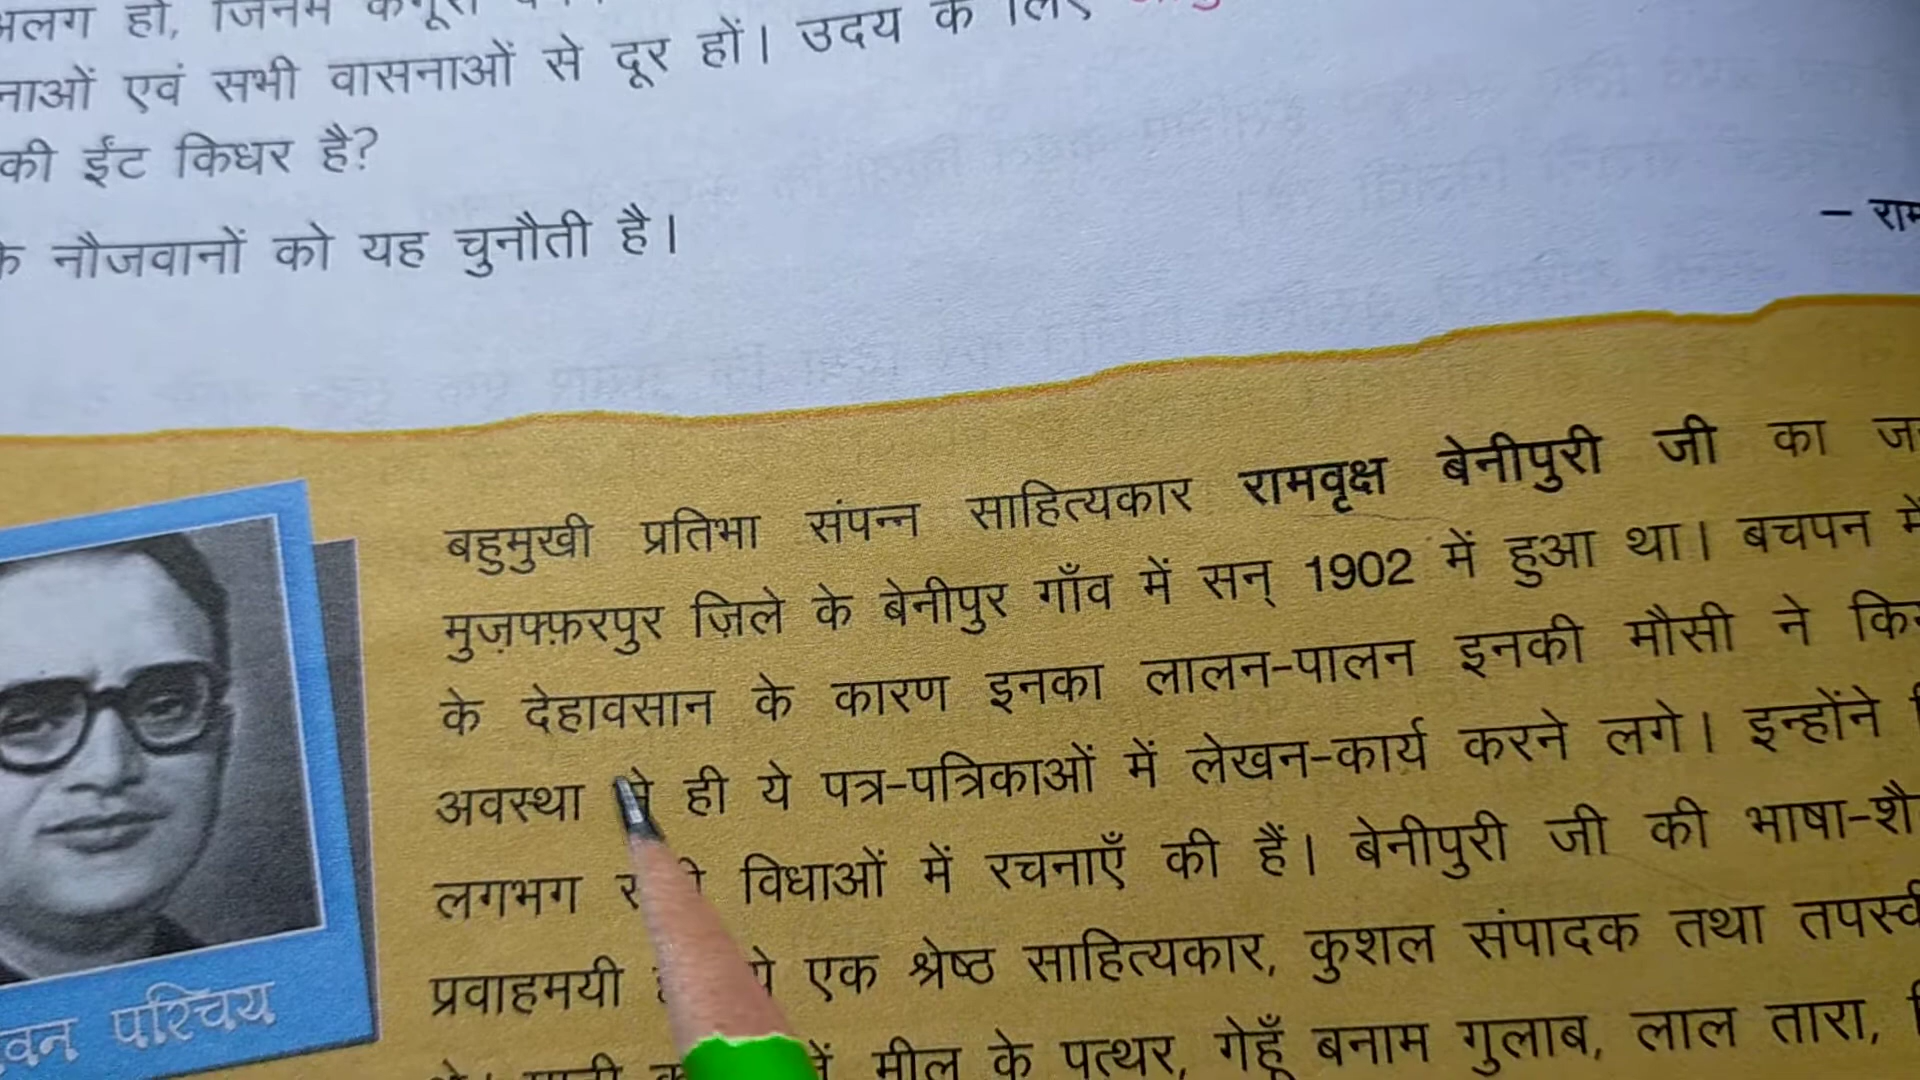 अलग हों, जिनमें कंगूरा
नाओं एवं सभी वासनाओं से दूर हों। उदय के लिए
की ईंट किधर है?
के नौजवानों को यह चुनौती है।
– राम
बहुमुखी प्रतिभा संपन्न साहित्यकार रामवृक्ष बेनीपुरी जी का
मुज़फ्फ़रपुर ज़िले के बेनीपुर गाँव में सन् 1902 में हुआ था। बचपन में
के देहावसान के कारण इनका लालन-पालन इनकी मौसी ने
अवस्था से ही ये पत्र-पत्रिकाओं में लेखन-कार्य करने लगे। इन्होंने
लगभग विधाओं में रचनाएँ की हैं। बेनीपुरी जी की भाषा-शै
प्रवाहमयी एक श्रेष्ठ साहित्यकार, कुशल संपादक तथा तपस्वी
मील के पत्थर, गेहूँ बनाम गुलाब, लाल तारा,
वन परिचय